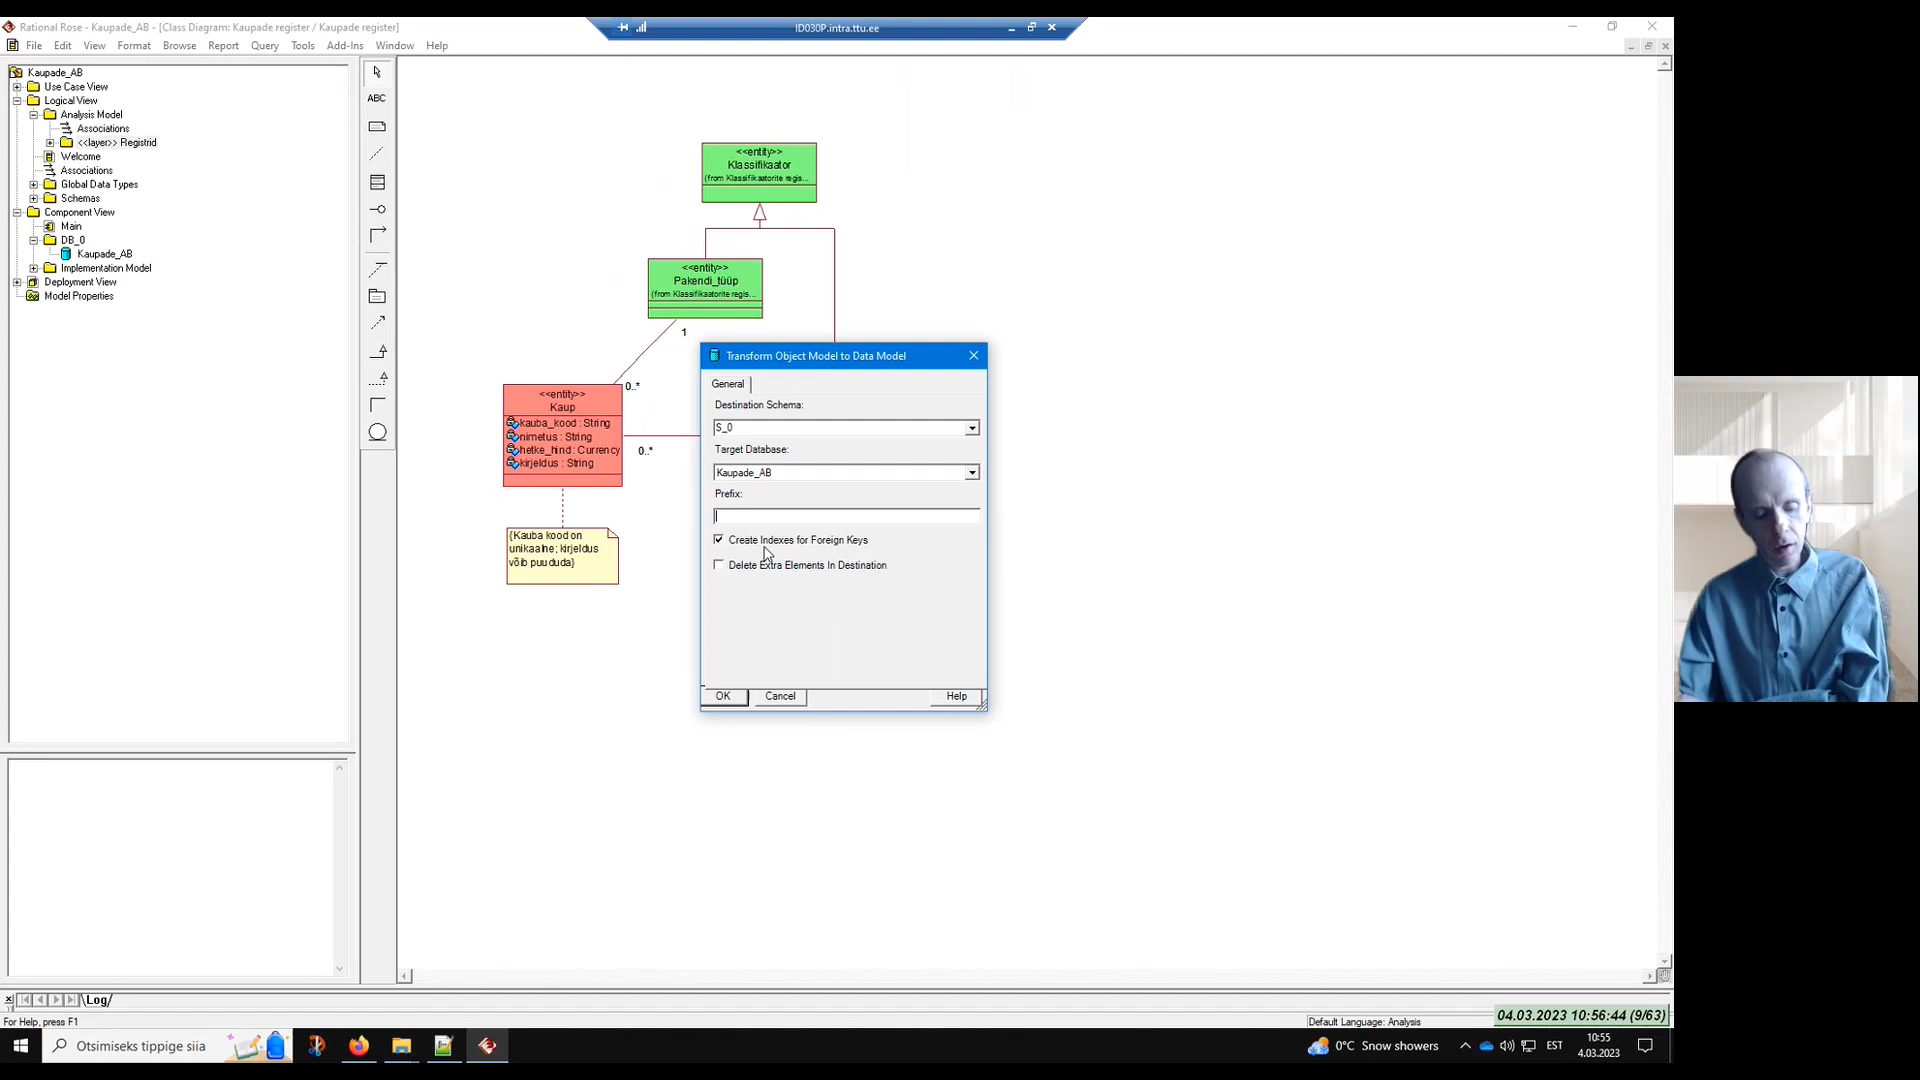 Rational Rose - Kaupade_AB - [Class Diagram: Kaupade register / Kaupade register]
ID030P.intra.ttu.ee
File Edit View Format Browse Report Query Tools Add-Ins Window Help
Kaupade_AB
Use Case View
Logical View
Analysis Model
Associations
<<layer>> Registrid
Welcome
Associations
Global Data Types
Schemas
Component View
Main
DB_0
Kaupade_AB
Implementation Model
Deployment View
Model Properties
ABC
<<entity>>
Klassifikaator
(from Klassifikaatorite regis...
<<entity>>
Pakendi_tüüp
(from Klassifikaatorite regis...
1
0..*
<<entity>>
Kaup
kauba_kood : String
nimetus : String
hetke_hind : Currency
kirjeldus : String
0..*
{Kauba kood on
unikaalne; kirjeldus
võib puududa}
Transform Object Model to Data Model
General
Destination Schema:
S_0
Target Database:
Kaupade_AB
Prefix:
Create Indexes for Foreign Keys
Delete Extra Elements In Destination
OK Cancel Help
Log
For Help, press F1
Default Language: Analysis
04.03.2023 10:56:44 (9/63)
Otsimiseks tippige siia
0°C Snow showers
EST
10:55
4.03.2023